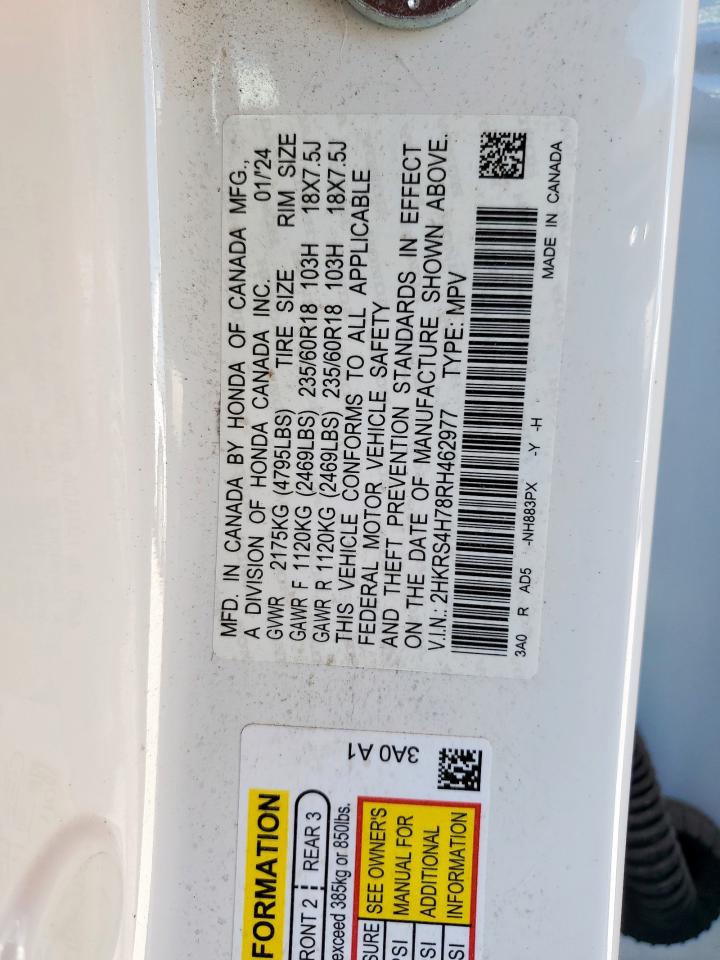 MFD. IN CANADA BY HONDA OF CANADA MFG.,
A DIVISION OF HONDA CANADA INC. 01/'24
GVWR 2175KG (4795LBS) TIRE SIZE RIM SIZE
GAWR F 1120KG (2469LBS) 235/60R18 103H 18X7.5J
GAWR R 1120KG (2469LBS) 235/60R18 103H 18X7.5J
THIS VEHICLE CONFORMS TO ALL APPLICABLE
FEDERAL MOTOR VEHICLE SAFETY
AND THEFT PREVENTION STANDARDS IN EFFECT
ON THE DATE OF MANUFACTURE SHOWN ABOVE.
V.I.N.: 2HKRS4H78RH462977 TYPE: MPV
3A0 R AD5 -NH883PX -Y -H
MADE IN CANADA
3A0 A1
FORMATION
RONT 2 REAR 3
exceed 385kg or 850lbs.
SURE SEE OWNER'S
PSI MANUAL FOR
SI ADDITIONAL
SI INFORMATION